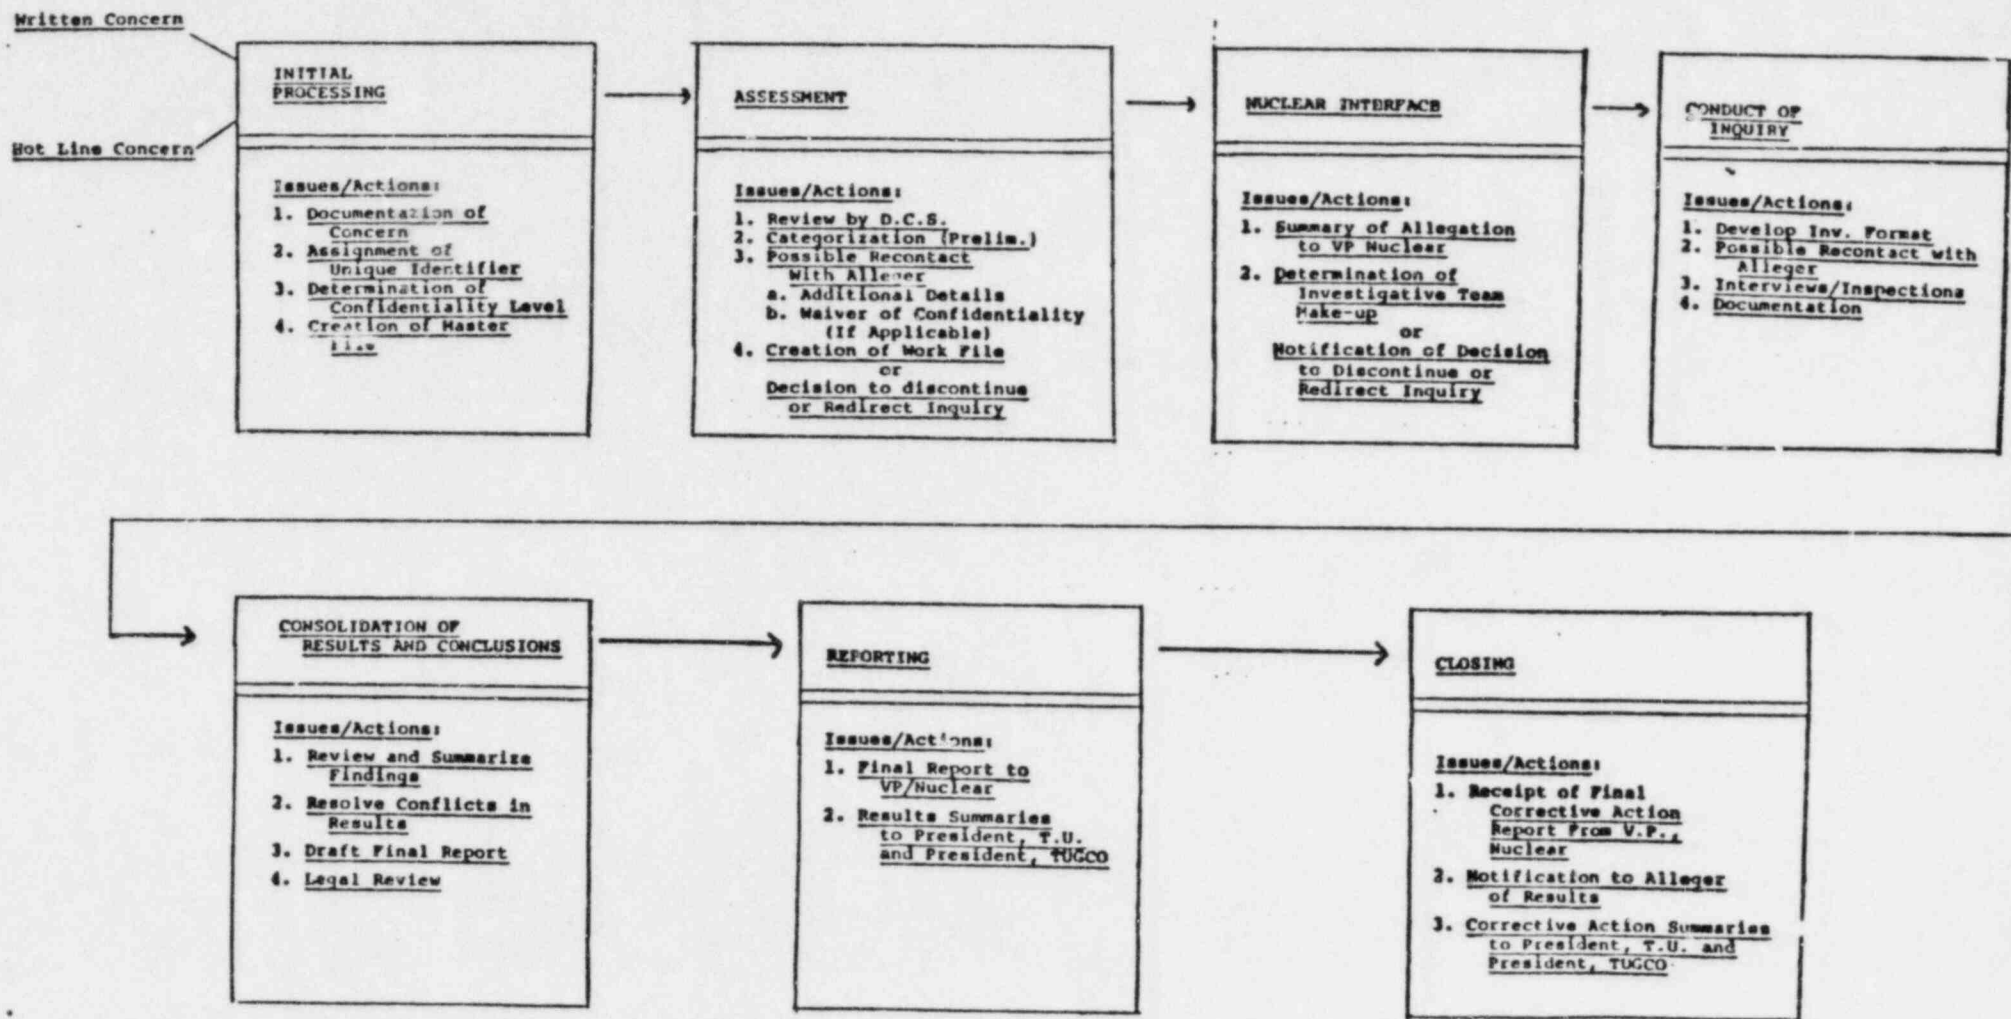 Written Concern
Hot Line Concern
INITIAL
PROCESSING
Issues/Actions:
1. Documentation of
Concern
2. Assignment of
Unique Identifier
3. Determination of
Confidentiality Level
4. Creation of Master
File
ASSESSMENT
Issues/Actions:
1. Review by D.C.S.
2. Categorization (Prelim.)
3. Possible Recontact
With Alleger
a. Additional Details
b. Waiver of Confidentiality
(If Applicable)
4. Creation of Work File
or
Decision to discontinue
or Redirect Inquiry
NUCLEAR INTERFACE
Issues/Actions:
1. Summary of Allegation
to VP Nuclear
2. Determination of
Investigative Team
Make-up
or
Notification of Decision
to Discontinue or
Redirect Inquiry
CONDUCT OF
INQUIRY
Issues/Actions:
1. Develop Inv. Format
2. Possible Recontact with
Alleger
3. Interviews/Inspections
4. Documentation
CONSOLIDATION OF
RESULTS AND CONCLUSIONS
Issues/Actions:
1. Review and Summarize
Findings
2. Resolve Conflicts in
Results
3. Draft Final Report
4. Legal Review
REPORTING
Issues/Actions:
1. Final Report to
VP/Nuclear
2. Results Summaries
to President, T.U.
and President, TUGCO
CLOSING
Issues/Actions:
1. Receipt of Final
Corrective Action
Report From V.P.,
Nuclear
2. Notification to Alleger
of Results
3. Corrective Action Summaries
to President, T.U. and
President, TUGCO